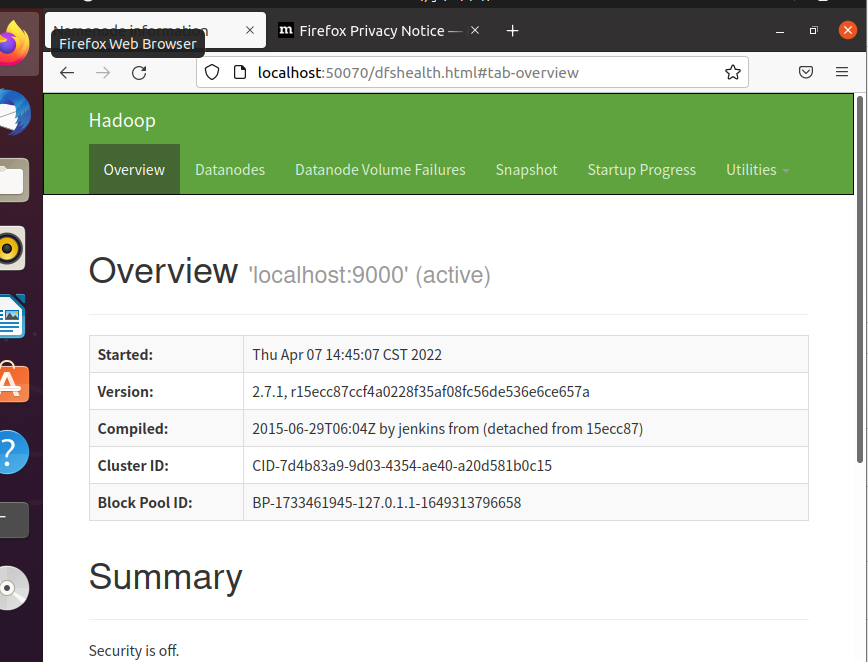 Namenode information
Firefox Privacy Notice —
Firefox Web Browser
localhost:50070/dfshealth.html#tab-overview
Hadoop
Overview Datanodes Datanode Volume Failures Snapshot Startup Progress Utilities
Overview 'localhost:9000' (active)
Started: Thu Apr 07 14:45:07 CST 2022
Version: 2.7.1, r15ecc87ccf4a0228f35af08fc56de536e6ce657a
Compiled: 2015-06-29T06:04Z by jenkins from (detached from 15ecc87)
Cluster ID: CID-7d4b83a9-9d03-4354-ae40-a20d581b0c15
Block Pool ID: BP-1733461945-127.0.1.1-1649313796658
Summary
Security is off.